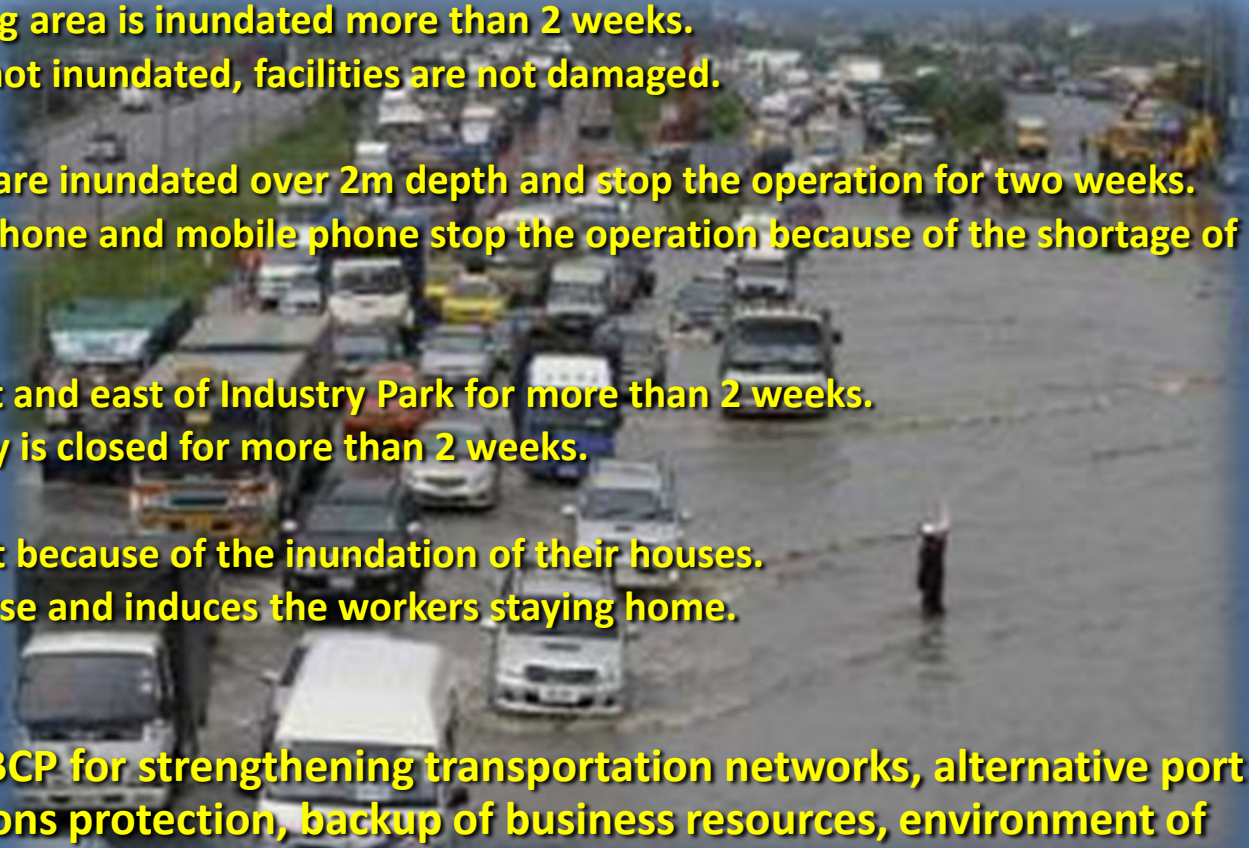 g area is inundated more than 2 weeks.
not inundated, facilities are not damaged.
are inundated over 2m depth and stop the operation for two weeks.
hone and mobile phone stop the operation because of the shortage of
t and east of Industry Park for more than 2 weeks.
y is closed for more than 2 weeks.
t because of the inundation of their houses.
se and induces the workers staying home.
BCP for strengthening transportation networks, alternative port
ons protection, backup of business resources, environment of